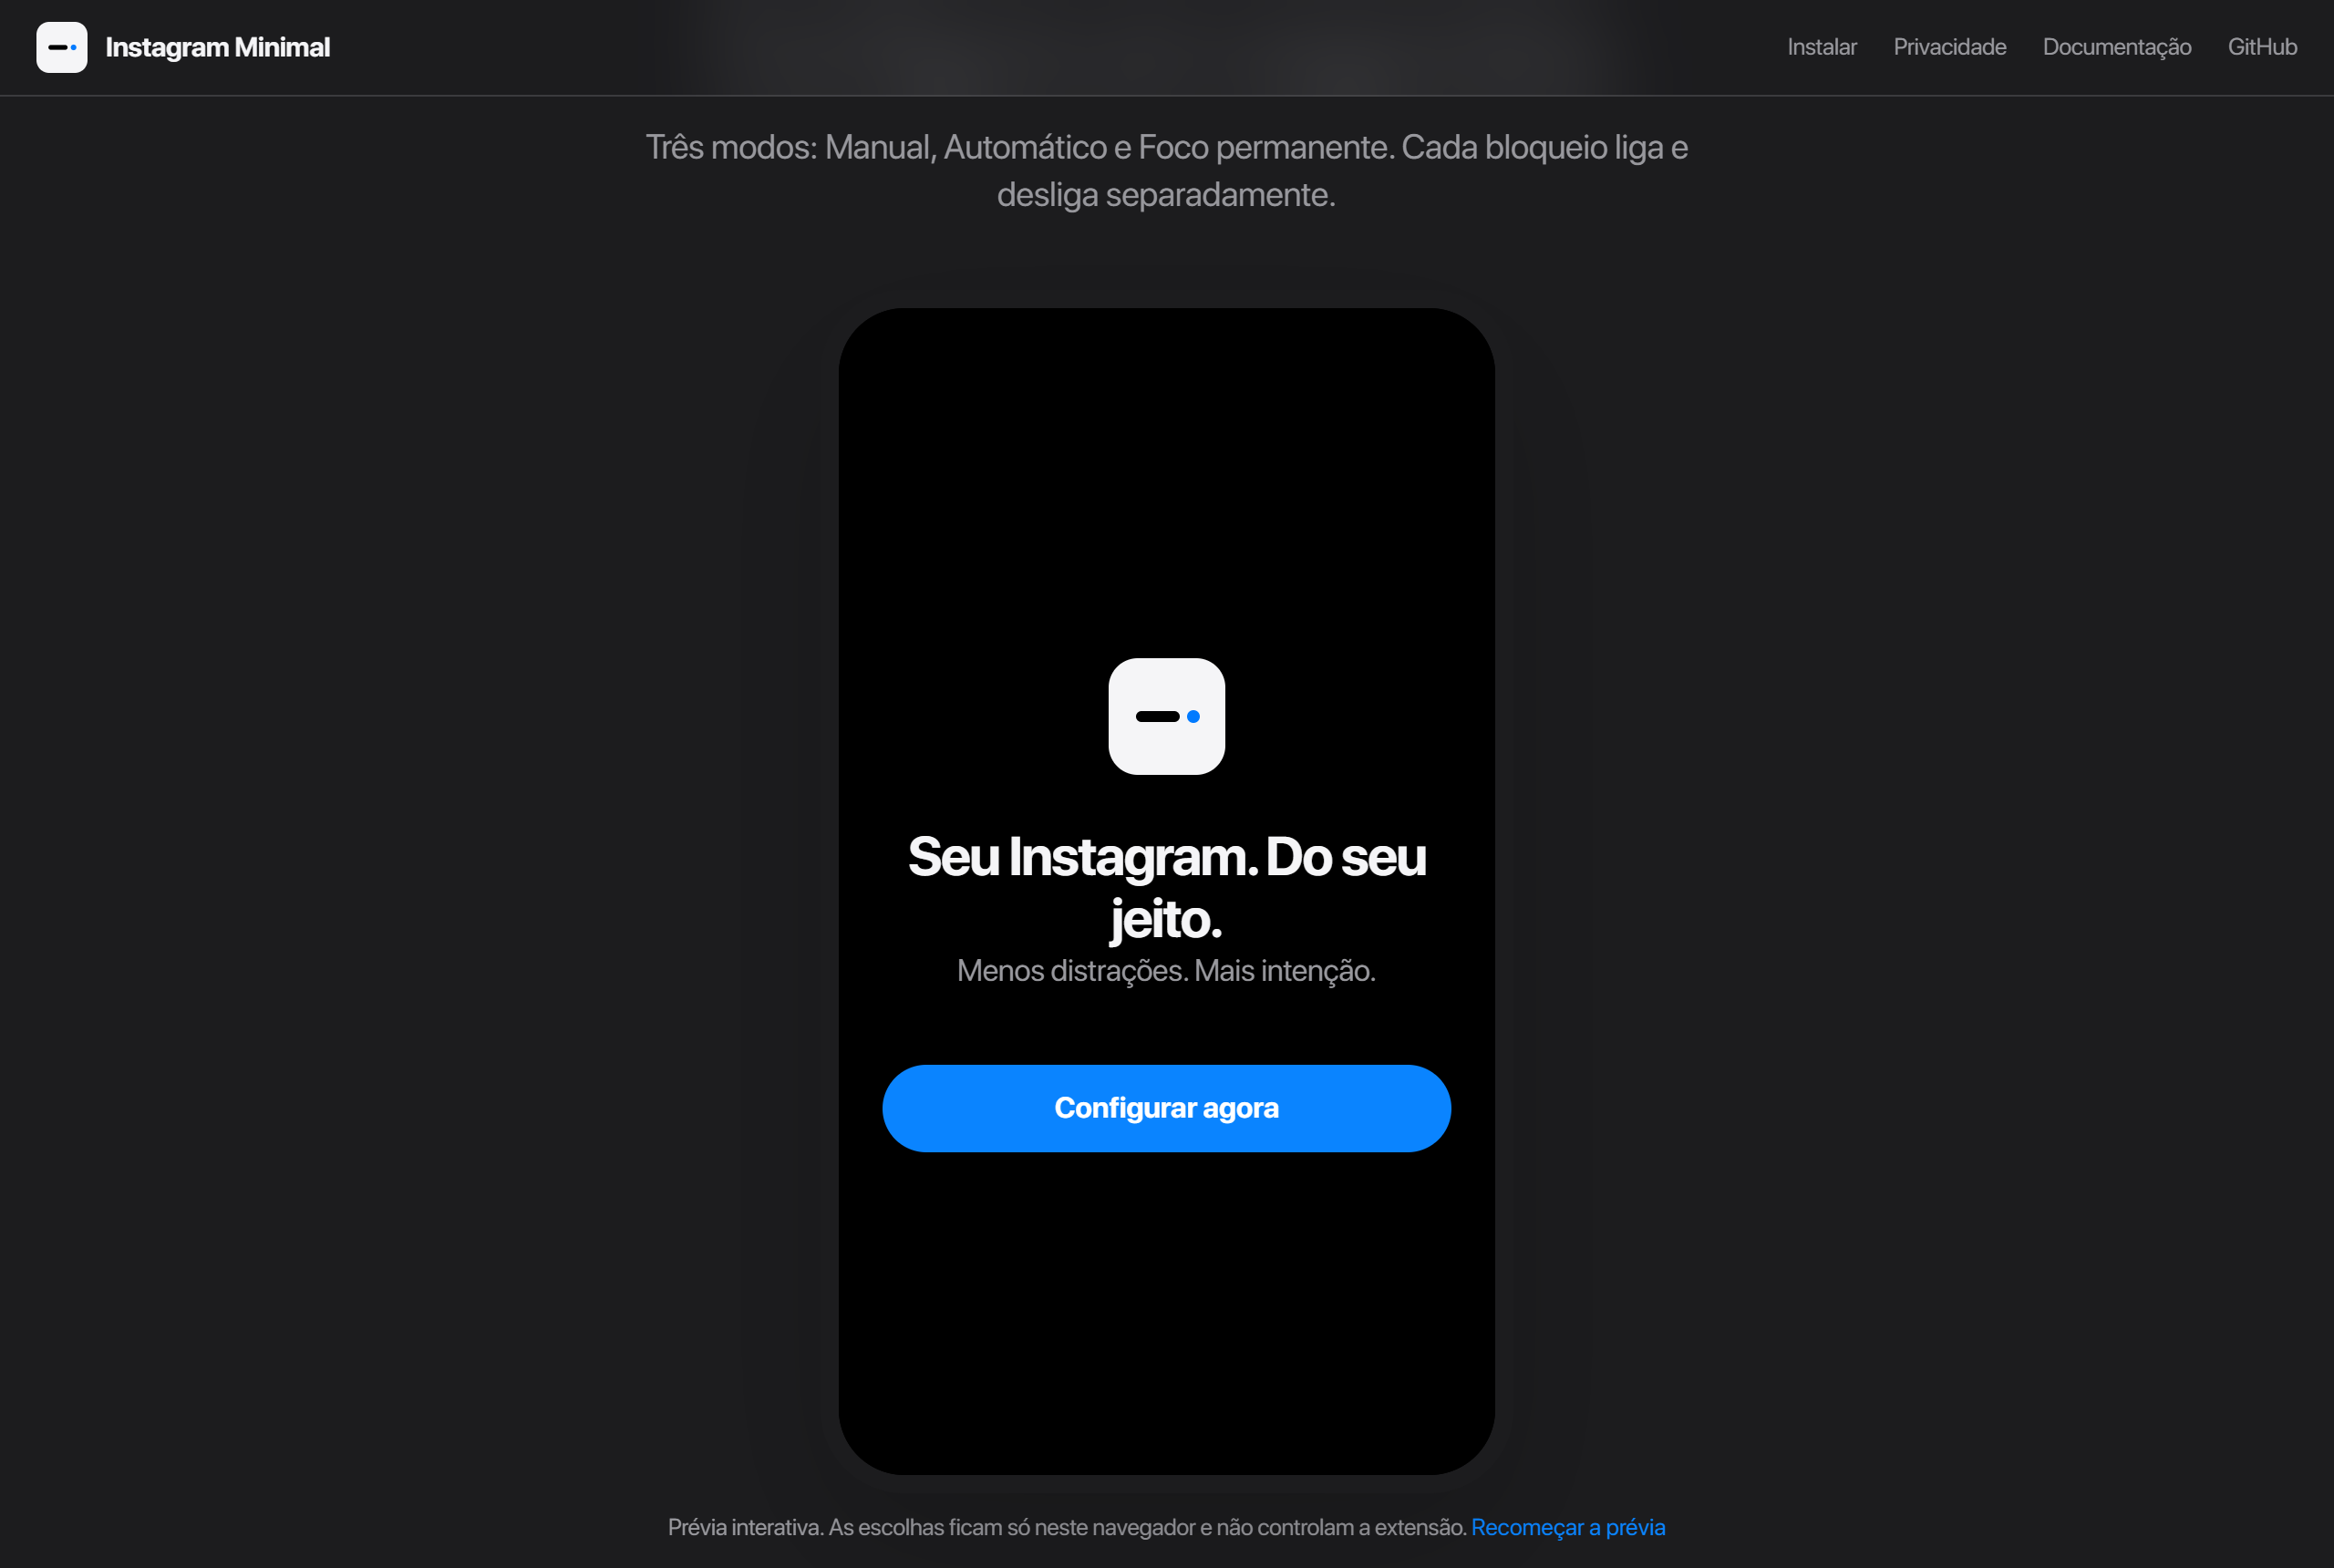 Instagram Minimal
Instalar Privacidade Documentação GitHub
Três modos: Manual, Automático e Foco permanente. Cada bloqueio liga e
desliga separadamente.
Seu Instagram. Do seu
jeito.
Menos distrações. Mais intenção.
Configurar agora
Prévia interativa. As escolhas ficam só neste navegador e não controlam a extensão. Recomeçar a prévia